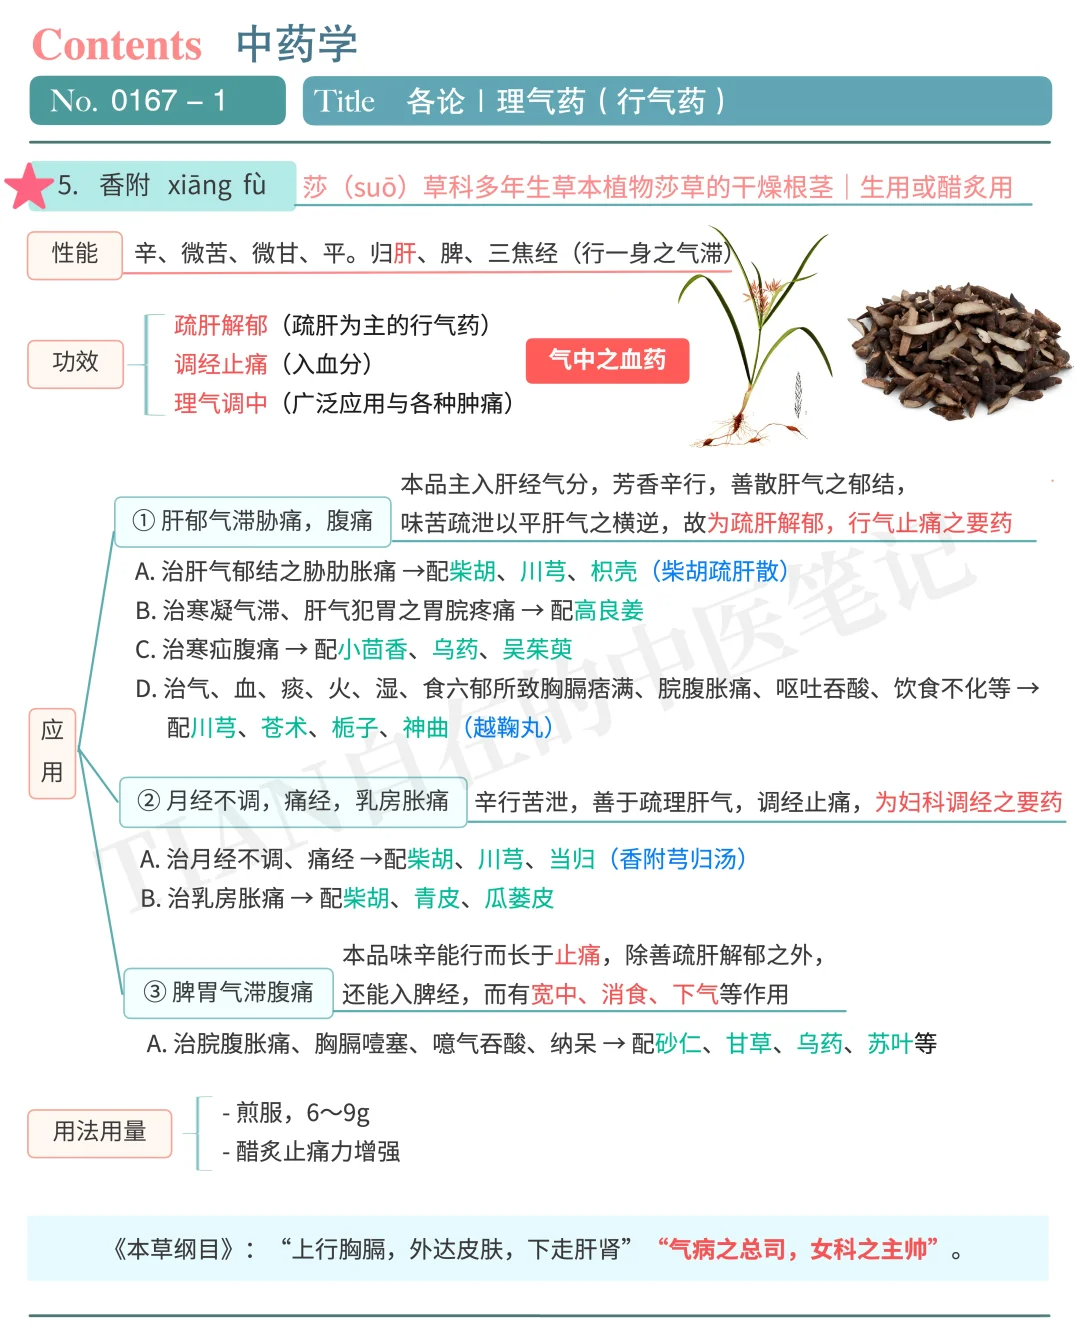 Contents 中药学
No. 0167 – 1
Title 各论｜理气药（行气药）
5. 香附 xiāng fù
莎（suō）草科多年生草本植物莎草的干燥根茎｜生用或醋炙用
性能
辛、微苦、微甘、平。归肝、脾、三焦经（行一身之气滞）
功效
疏肝解郁（疏肝为主的行气药）
调经止痛（入血分）
理气调中（广泛应用与各种肿痛）
气中之血药
应用
① 肝郁气滞胁痛，腹痛
本品主入肝经气分，芳香辛行，善散肝气之郁结，
味苦疏泄以平肝气之横逆，故为疏肝解郁，行气止痛之要药
A. 治肝气郁结之胁肋胀痛 →配柴胡、川芎、枳壳（柴胡疏肝散）
B. 治寒凝气滞、肝气犯胃之胃脘疼痛 → 配高良姜
C. 治寒疝腹痛 → 配小茴香、乌药、吴茱萸
D. 治气、血、痰、火、湿、食六郁所致胸膈痞满、脘腹胀痛、呕吐吞酸、饮食不化等 →
配川芎、苍术、栀子、神曲（越鞠丸）
② 月经不调，痛经，乳房胀痛
辛行苦泄，善于疏理肝气，调经止痛，为妇科调经之要药
A. 治月经不调、痛经 →配柴胡、川芎、当归（香附芎归汤）
B. 治乳房胀痛 → 配柴胡、青皮、瓜蒌皮
③ 脾胃气滞腹痛
本品味辛能行而长于止痛，除善疏肝解郁之外，
还能入脾经，而有宽中、消食、下气等作用
A. 治脘腹胀痛、胸膈噎塞、噫气吞酸、纳呆 → 配砂仁、甘草、乌药、苏叶等
用法用量
- 煎服，6～9g
- 醋炙止痛力增强
《本草纲目》：“上行胸膈，外达皮肤，下走肝肾”“气病之总司，女科之主帅”。
TIAN自在的中医笔记